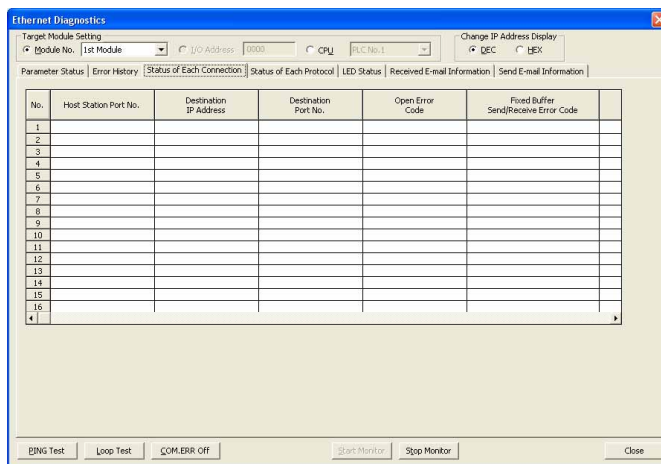 Ethernet Diagnostics
Target Module Setting
Module No. 1st Module I/O Address 0000 CPU PLC No.1
Change IP Address Display
DEC HEX
Parameter Status Error History Status of Each Connection Status of Each Protocol LED Status Received E-mail Information Send E-mail Information
No. Host Station Port No. Destination IP Address Destination Port No. Open Error Code Fixed Buffer Send/Receive Error Code
1
2
3
4
5
6
7
8
9
10
11
12
13
14
15
16
PING Test Loop Test COM.ERR Off Start Monitor Stop Monitor Close